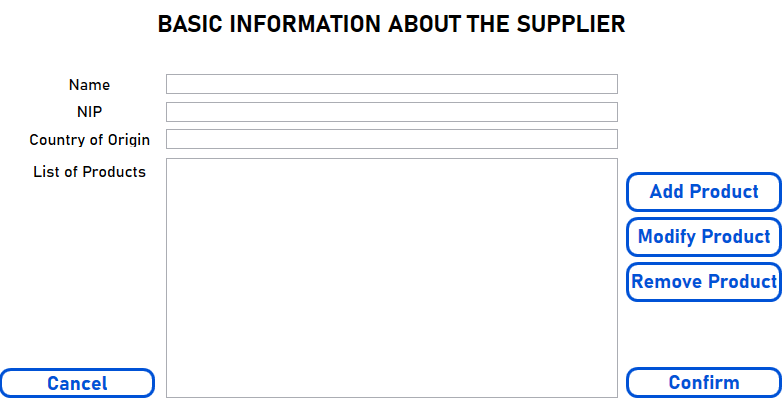 BASIC INFORMATION ABOUT THE SUPPLIER
Name
NIP
Country of Origin
List of Products
Add Product
Modify Product
Remove Product
Cancel
Confirm